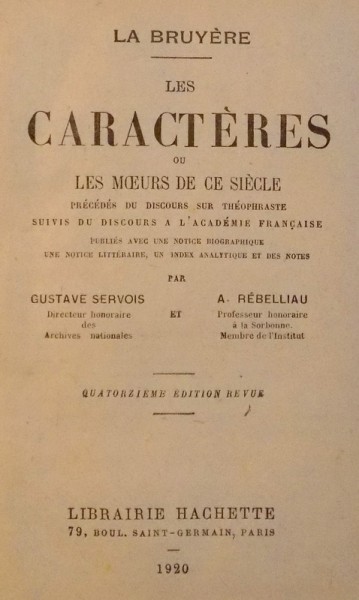 LA BRUYÈRE
LES
CARACTÈRES
OU
LES MŒURS DE CE SIÈCLE
PRÉCÉDÉS DU DISCOURS SUR THÉOPHRASTE
SUIVIS DU DISCOURS A L'ACADÉMIE FRANÇAISE
PUBLIÉS AVEC UNE NOTICE BIOGRAPHIQUE
UNE NOTICE LITTÉRAIRE, UN INDEX ANALYTIQUE ET DES NOTES
PAR
GUSTAVE SERVOIS
Directeur honoraire
des
Archives nationales
ET
A. RÉBELLIAU
Professeur honoraire
à la Sorbonne.
Membre de l'Institut
QUATORZIEME ÉDITION REVUE
LIBRAIRIE HACHETTE
79, BOUL. SAINT-GERMAIN, PARIS
1920